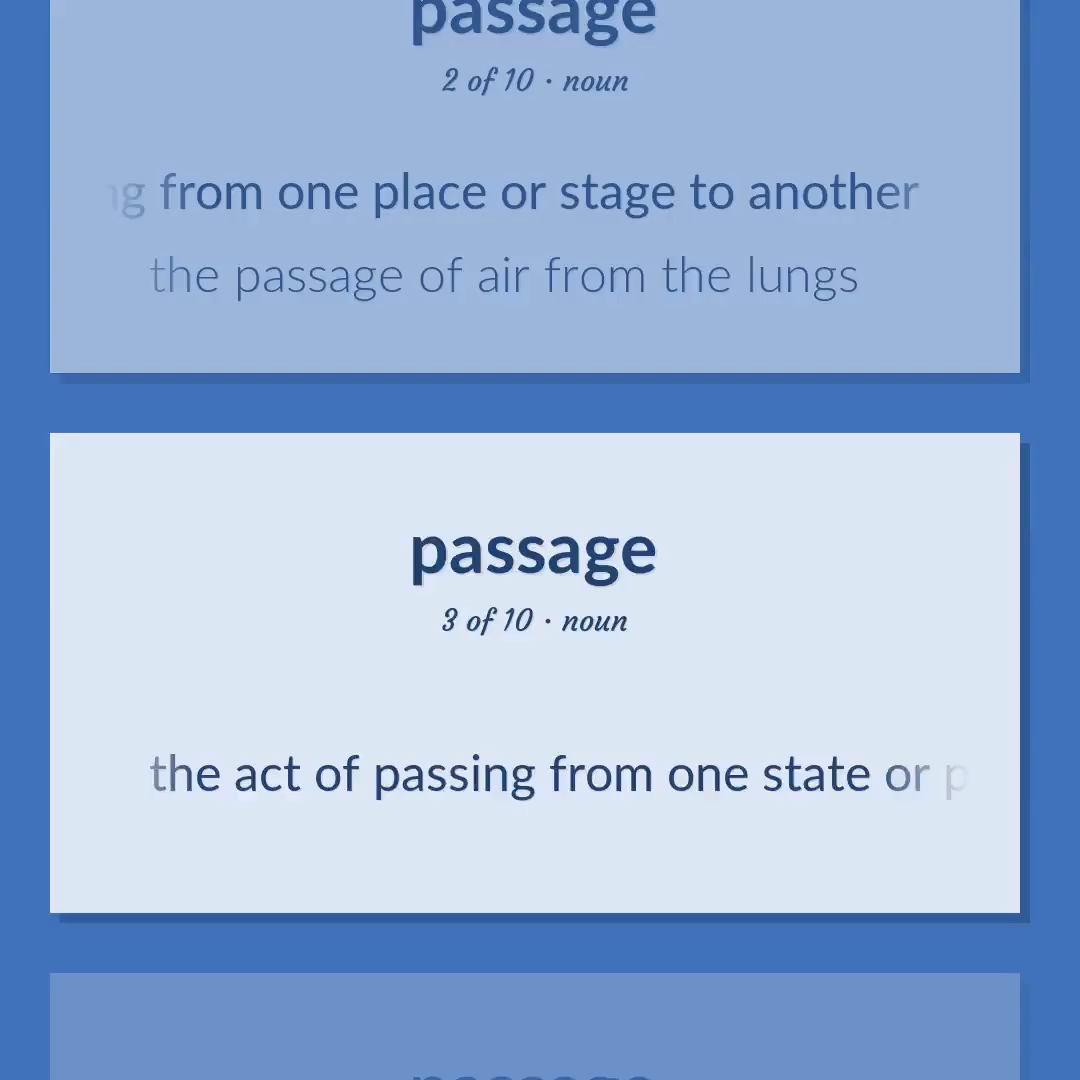 passage
2 of 10 · noun
from one place or stage to another
the passage of air from the lungs
passage
3 of 10 · noun
the act of passing from one state or
passage